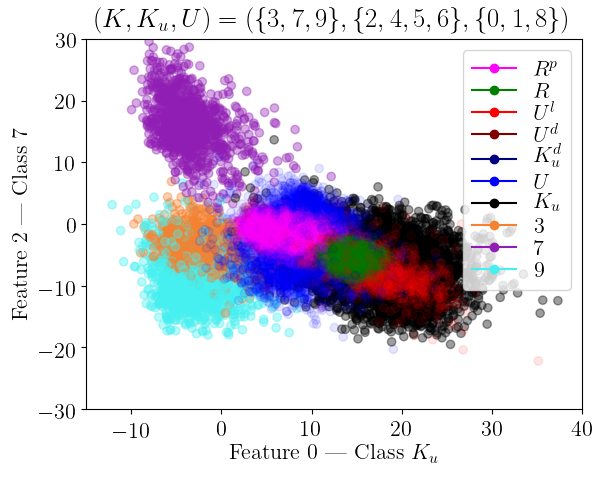 (K, K_u, U) = ({3, 7, 9}, {2, 4, 5, 6}, {0, 1, 8})
30
20
10
0
−10
−20
−30
Feature 2 — Class 7
R^p
R
U^l
U^d
K_u^d
U
K_u
3
7
9
−10 0 10 20 30 40
Feature 0 — Class K_u